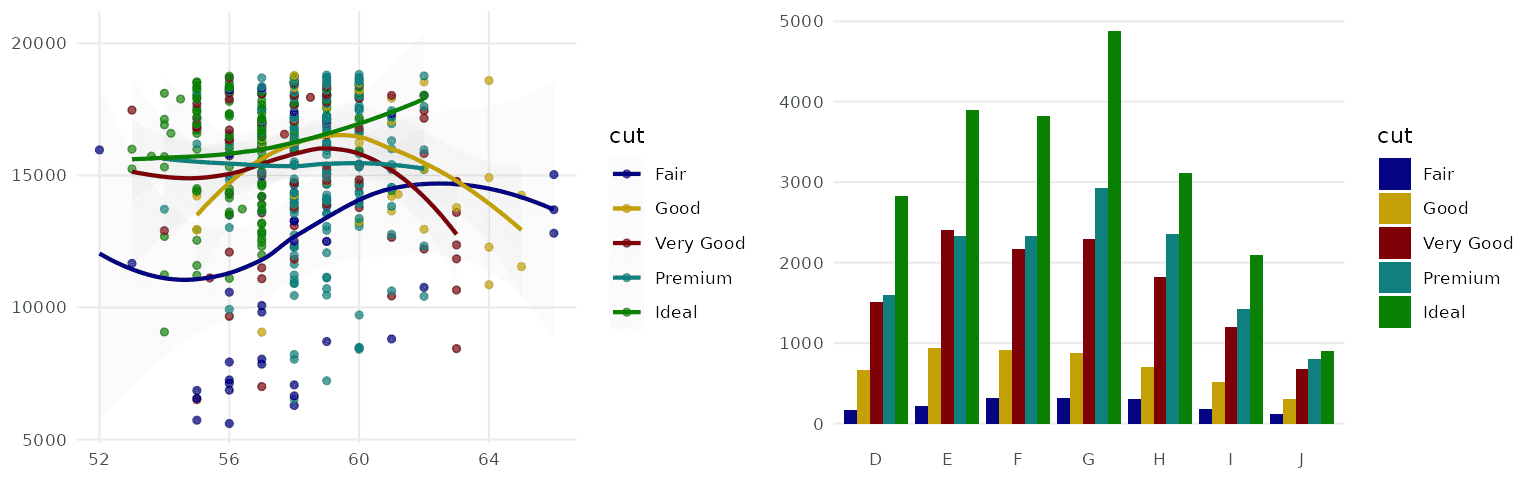 20000
15000
10000
5000
52 56 60 64
cut
Fair
Good
Very Good
Premium
Ideal
5000
4000
3000
2000
1000
0
D E F G H I J
cut
Fair
Good
Very Good
Premium
Ideal